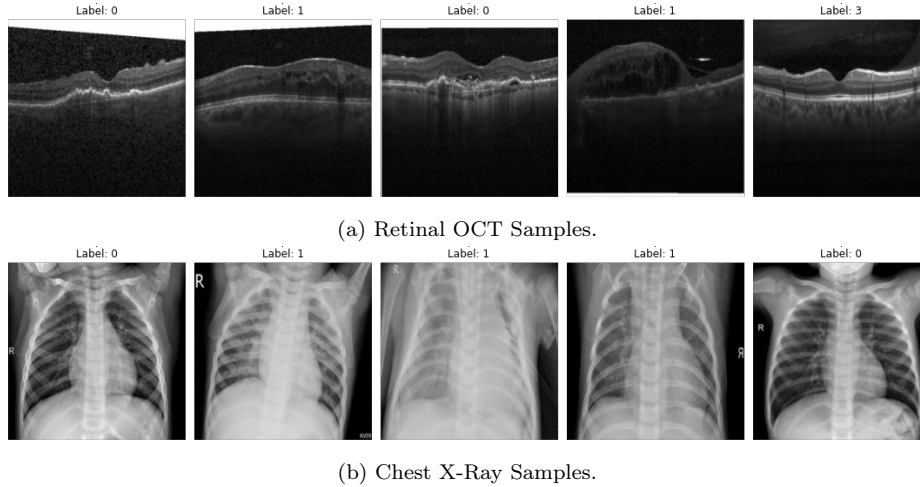 Label: 0 Label: 1 Label: 0 Label: 1 Label: 3
(a) Retinal OCT Samples.
Label: 0 Label: 1 Label: 1 Label: 1 Label: 0
R R R R
R
(b) Chest X-Ray Samples.